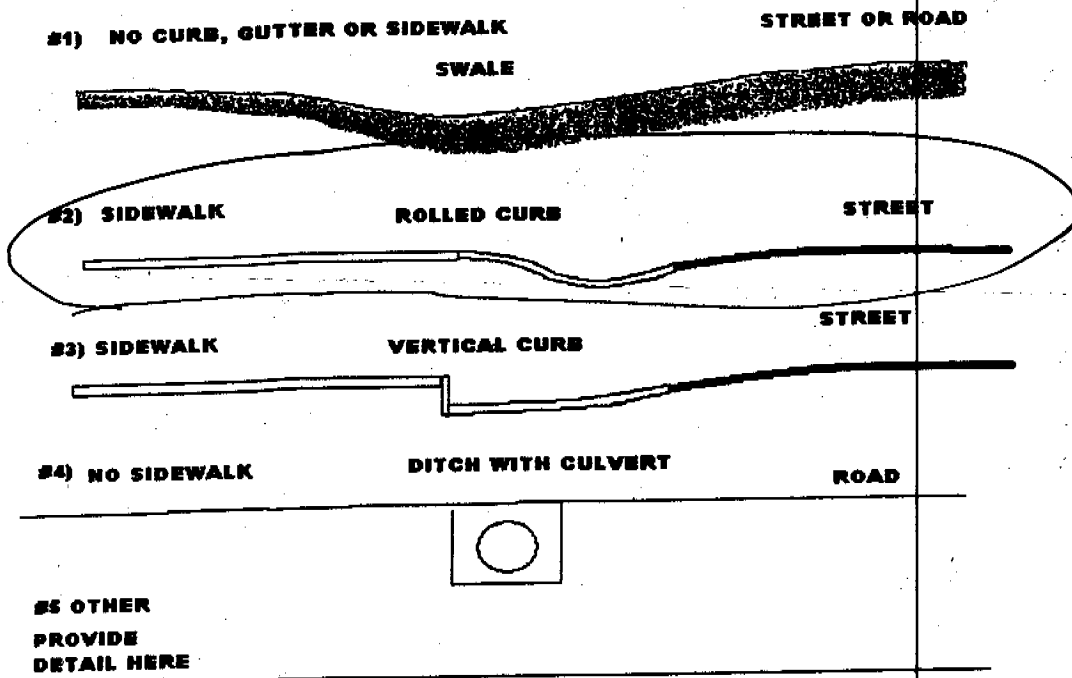 #1) NO CURB, GUTTER OR SIDEWALK STREET OR ROAD
SWALE
#2) SIDEWALK ROLLED CURB STREET
STREET
#3) SIDEWALK VERTICAL CURB
#4) NO SIDEWALK DITCH WITH CULVERT ROAD
#5 OTHER
PROVIDE
DETAIL HERE